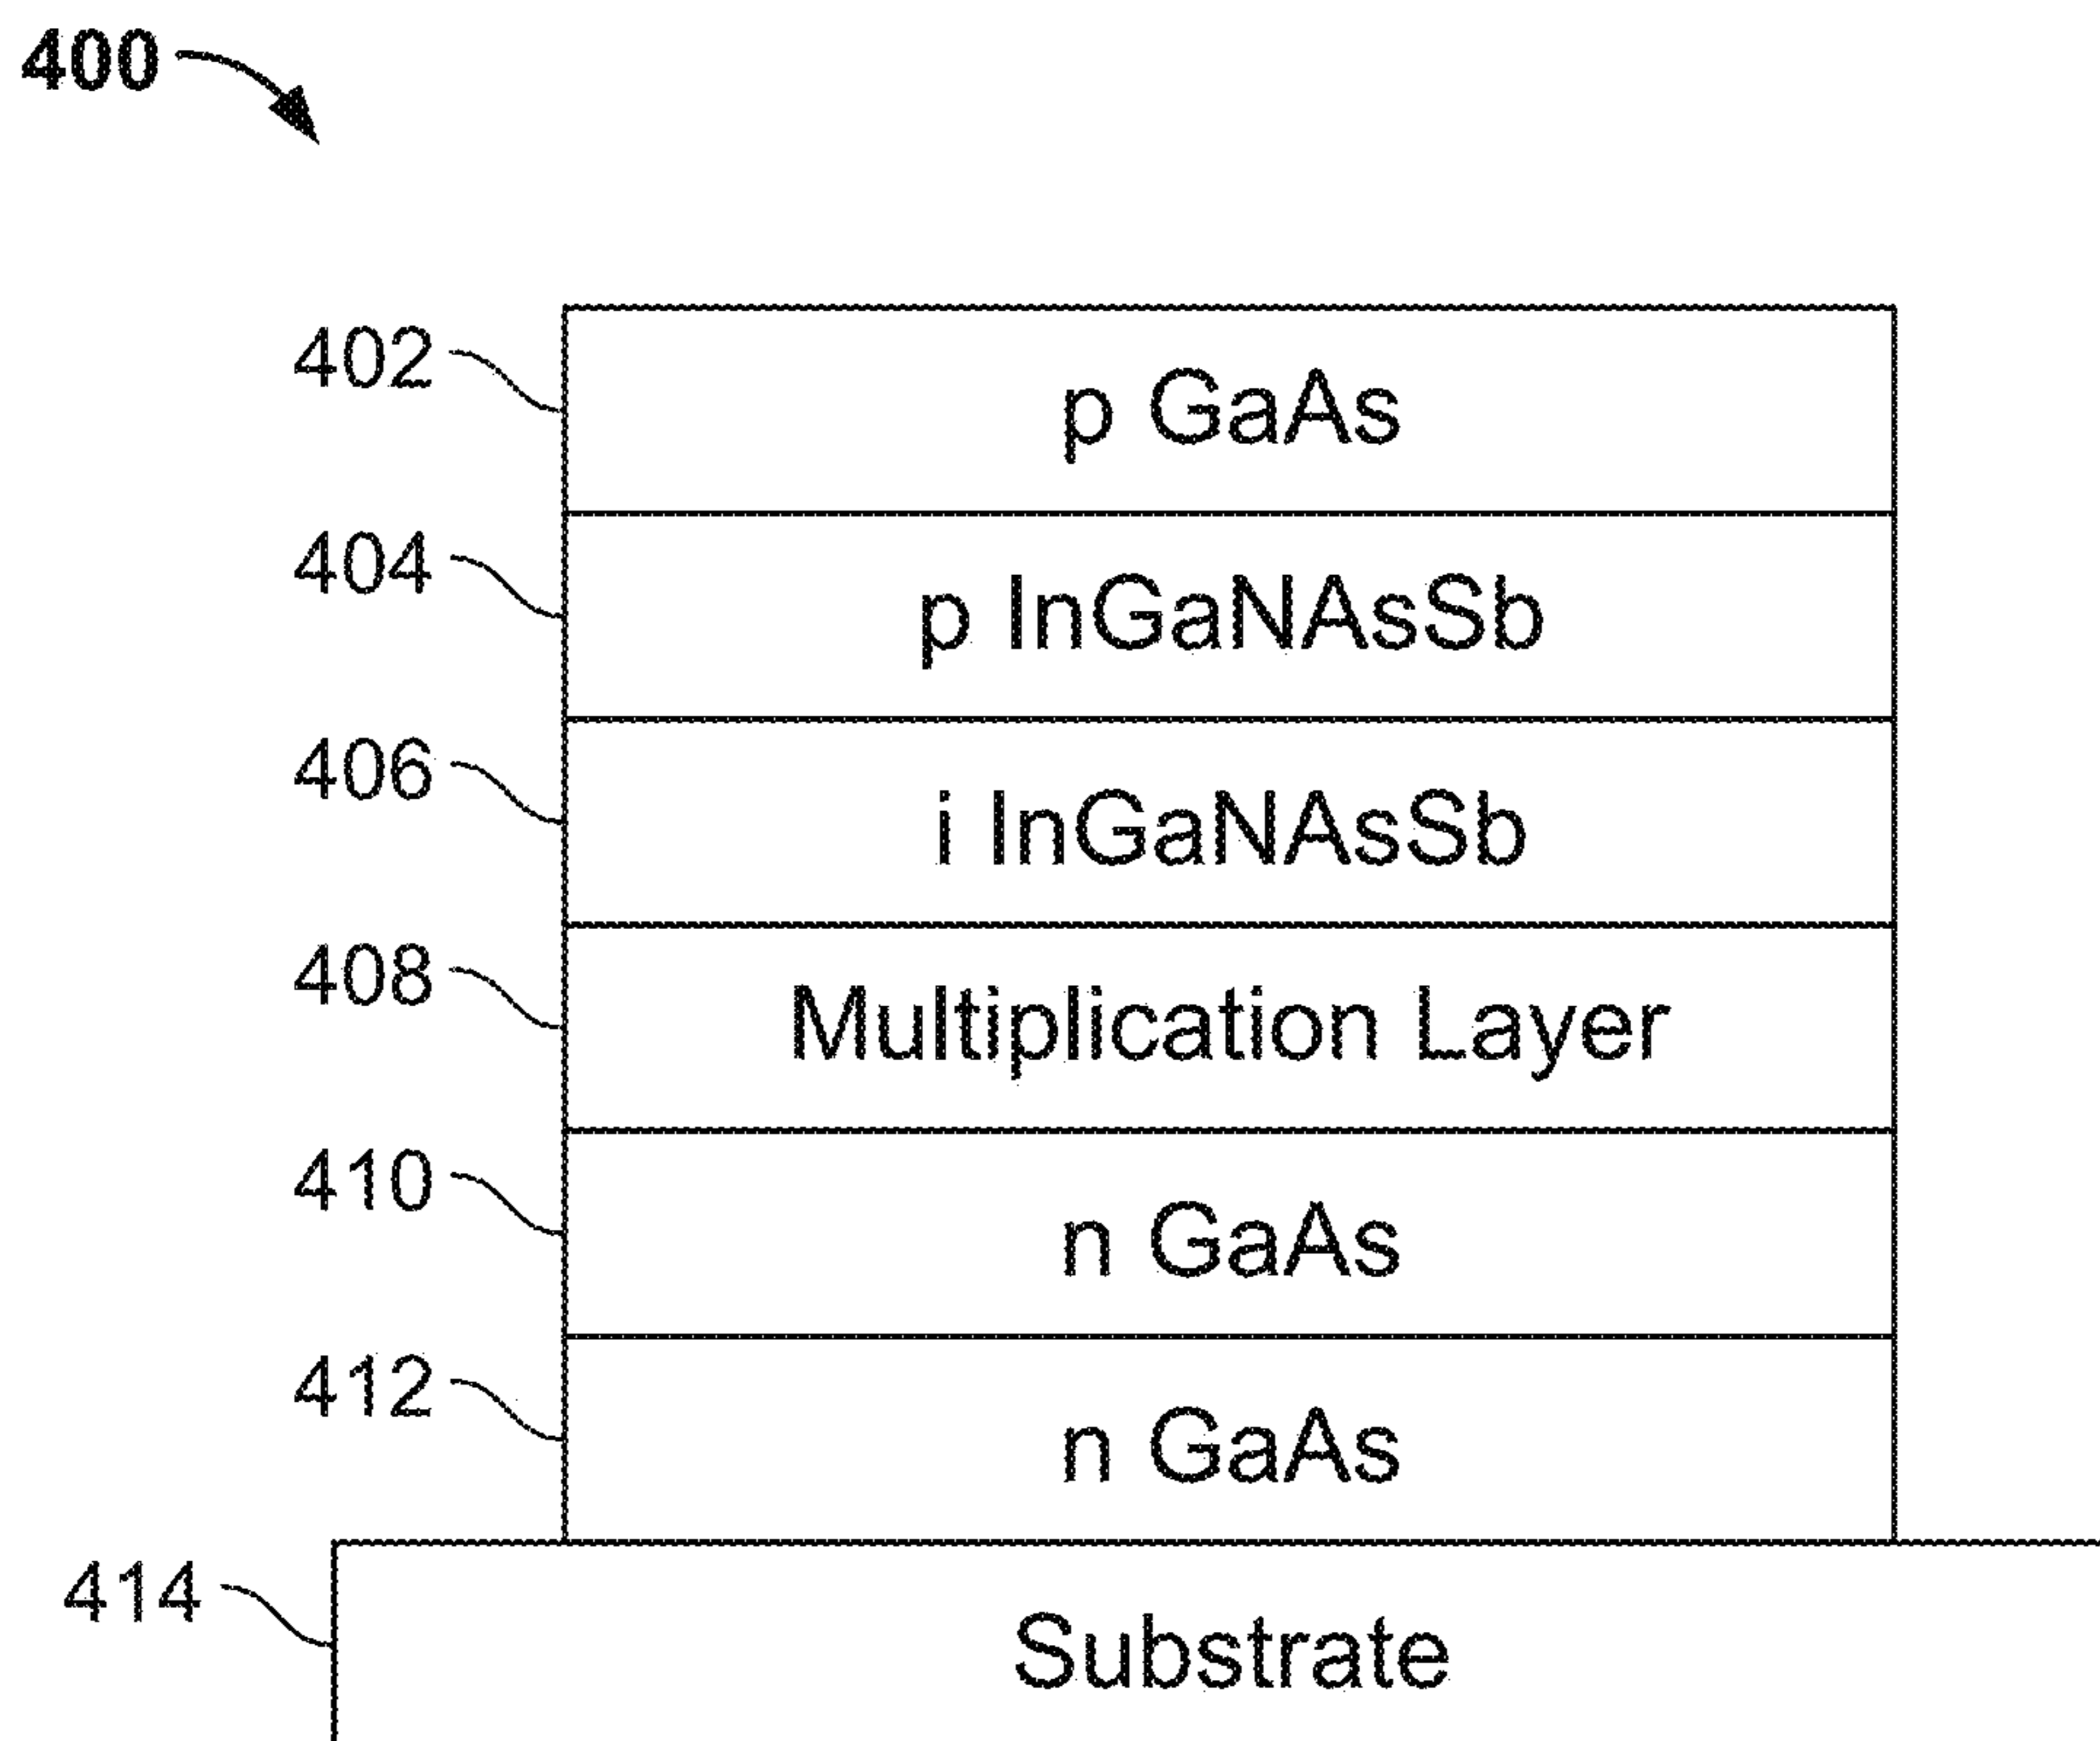 400
402 p GaAs
404 p InGaNAsSb
406 i InGaNAsSb
408 Multiplication Layer
410 n GaAs
412 n GaAs
414 Substrate